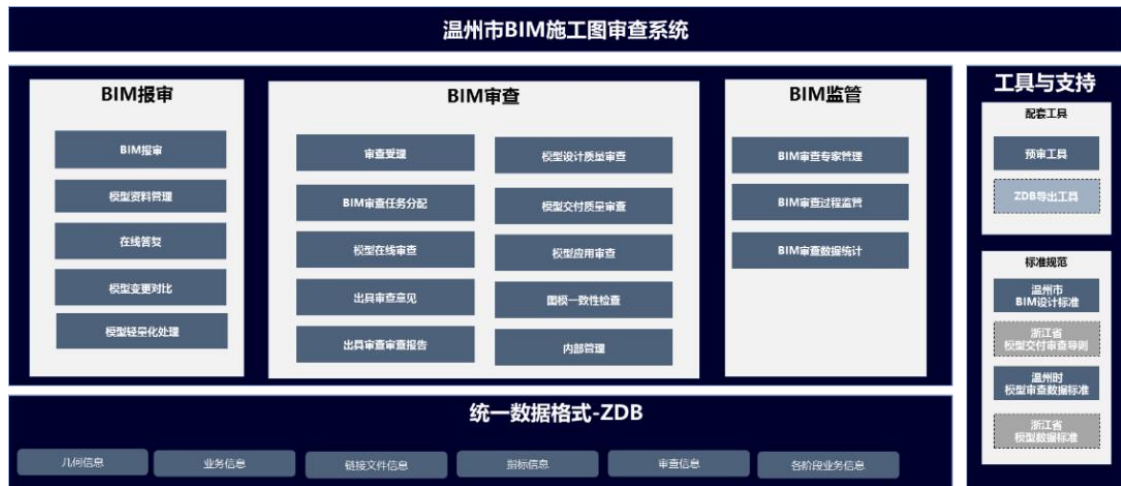 温州市BIM施工图审查系统
BIM报审
BIM报审
模型资料管理
在线答复
模型变更对比
模型轻量化处理
BIM审查
审查受理
BIM审查任务分配
模型在线审查
出具审查意见
出具审查审查报告
模型设计质量审查
模型交付质量审查
模型应用审查
图模一致性检查
内部管理
BIM监管
BIM审查专家管理
BIM审查过程监管
BIM审查数据统计
工具与支持
配套工具
预审工具
ZDB导出工具
标准规范
温州市
BIM设计标准
浙江省
模型交付审查导则
温州时
模型审查数据标准
浙江省
模型数据标准
统一数据格式-ZDB
几何信息
业务信息
链接文件信息
指标信息
审查信息
各阶段业务信息